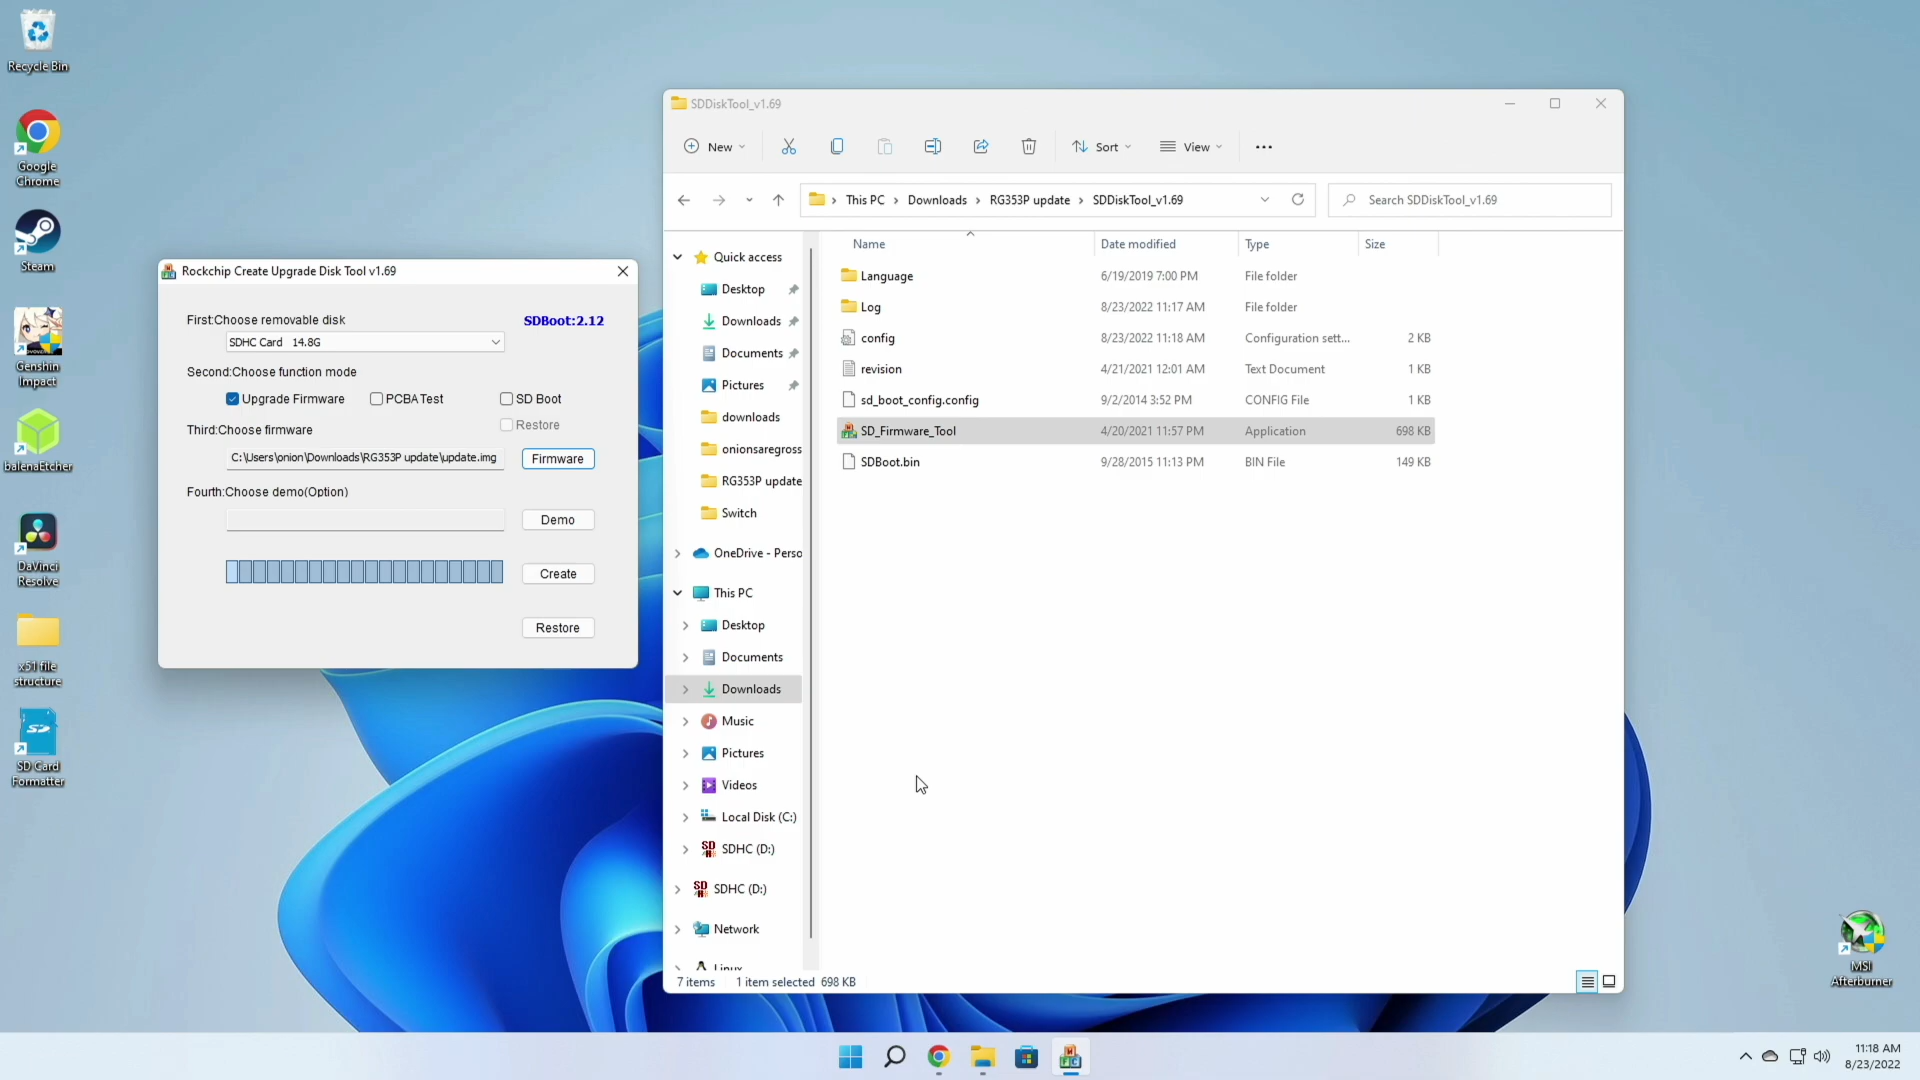 Recycle Bin
Google
Chrome
Steam
Genshin
Impact
balenaEtcher
DaVinci
Resolve
x51 file
structure
SD Card
Formatter
Rockchip Create Upgrade Disk Tool v1.69
First:Choose removable disk
SDBoot:2.12
SDHC Card 14.8G
Second:Choose function mode
Upgrade Firmware
PCBA Test
SD Boot
Restore
Third:Choose firmware
C:\Users\onion\Downloads\RG353P update\update.img
Firmware
Fourth:Choose demo(Option)
Demo
Create
Restore
SDDiskTool_v1.69
New
Sort
View
This PC
Downloads
RG353P update
SDDiskTool_v1.69
Search SDDiskTool_v1.69
Quick access
Desktop
Downloads
Documents
Pictures
downloads
onionsaregross
RG353P update
Switch
OneDrive - Perso
This PC
Desktop
Documents
Downloads
Music
Pictures
Videos
Local Disk (C:)
SDHC (D:)
SDHC (D:)
Network
Linux
Name Date modified Type Size
Language 6/19/2019 7:00 PM File folder
Log 8/23/2022 11:17 AM File folder
config 8/23/2022 11:18 AM Configuration sett... 2 KB
revision 4/21/2021 12:01 AM Text Document 1 KB
sd_boot_config.config 9/2/2014 3:52 PM CONFIG File 1 KB
SD_Firmware_Tool 4/20/2021 11:57 PM Application 698 KB
SDBoot.bin 9/28/2015 11:13 PM BIN File 149 KB
7 items 1 item selected 698 KB
MSI
Afterburner
11:18 AM
8/23/2022